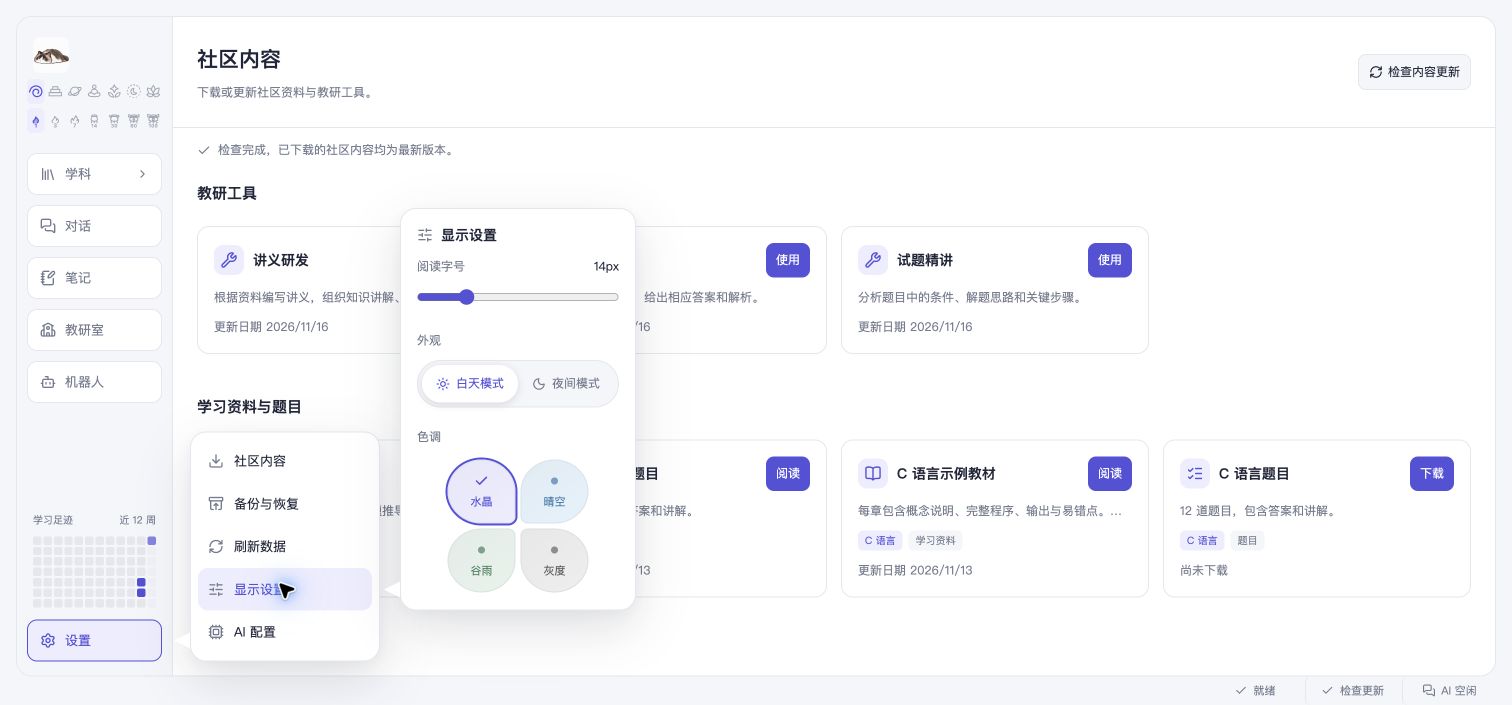 学科
对话
笔记
教研室
机器人
学习足迹 近 12 周
设置
社区内容
下载或更新社区资料与教研工具。
检查内容更新
检查完成，已下载的社区内容均为最新版本。
教研工具
讲义研发
根据资料编写讲义，组织知识讲解、
更新日期 2026/11/16
使用
给出相应答案和解析。
/16
试题精讲
使用
分析题目中的条件、解题思路和关键步骤。
更新日期 2026/11/16
学习资料与题目
题目
阅读
答案和讲解。
/13
C 语言示例教材
阅读
每章包含概念说明、完整程序、输出与易错点。...
C 语言 学习资料
更新日期 2026/11/13
C 语言题目
下载
12 道题目，包含答案和讲解。
C 语言 题目
尚未下载
社区内容
备份与恢复
刷新数据
显示设置
AI 配置
显示设置
阅读字号 14px
外观
白天模式 夜间模式
色调
水晶 晴空
谷雨 灰度
就绪 检查更新 AI 空闲